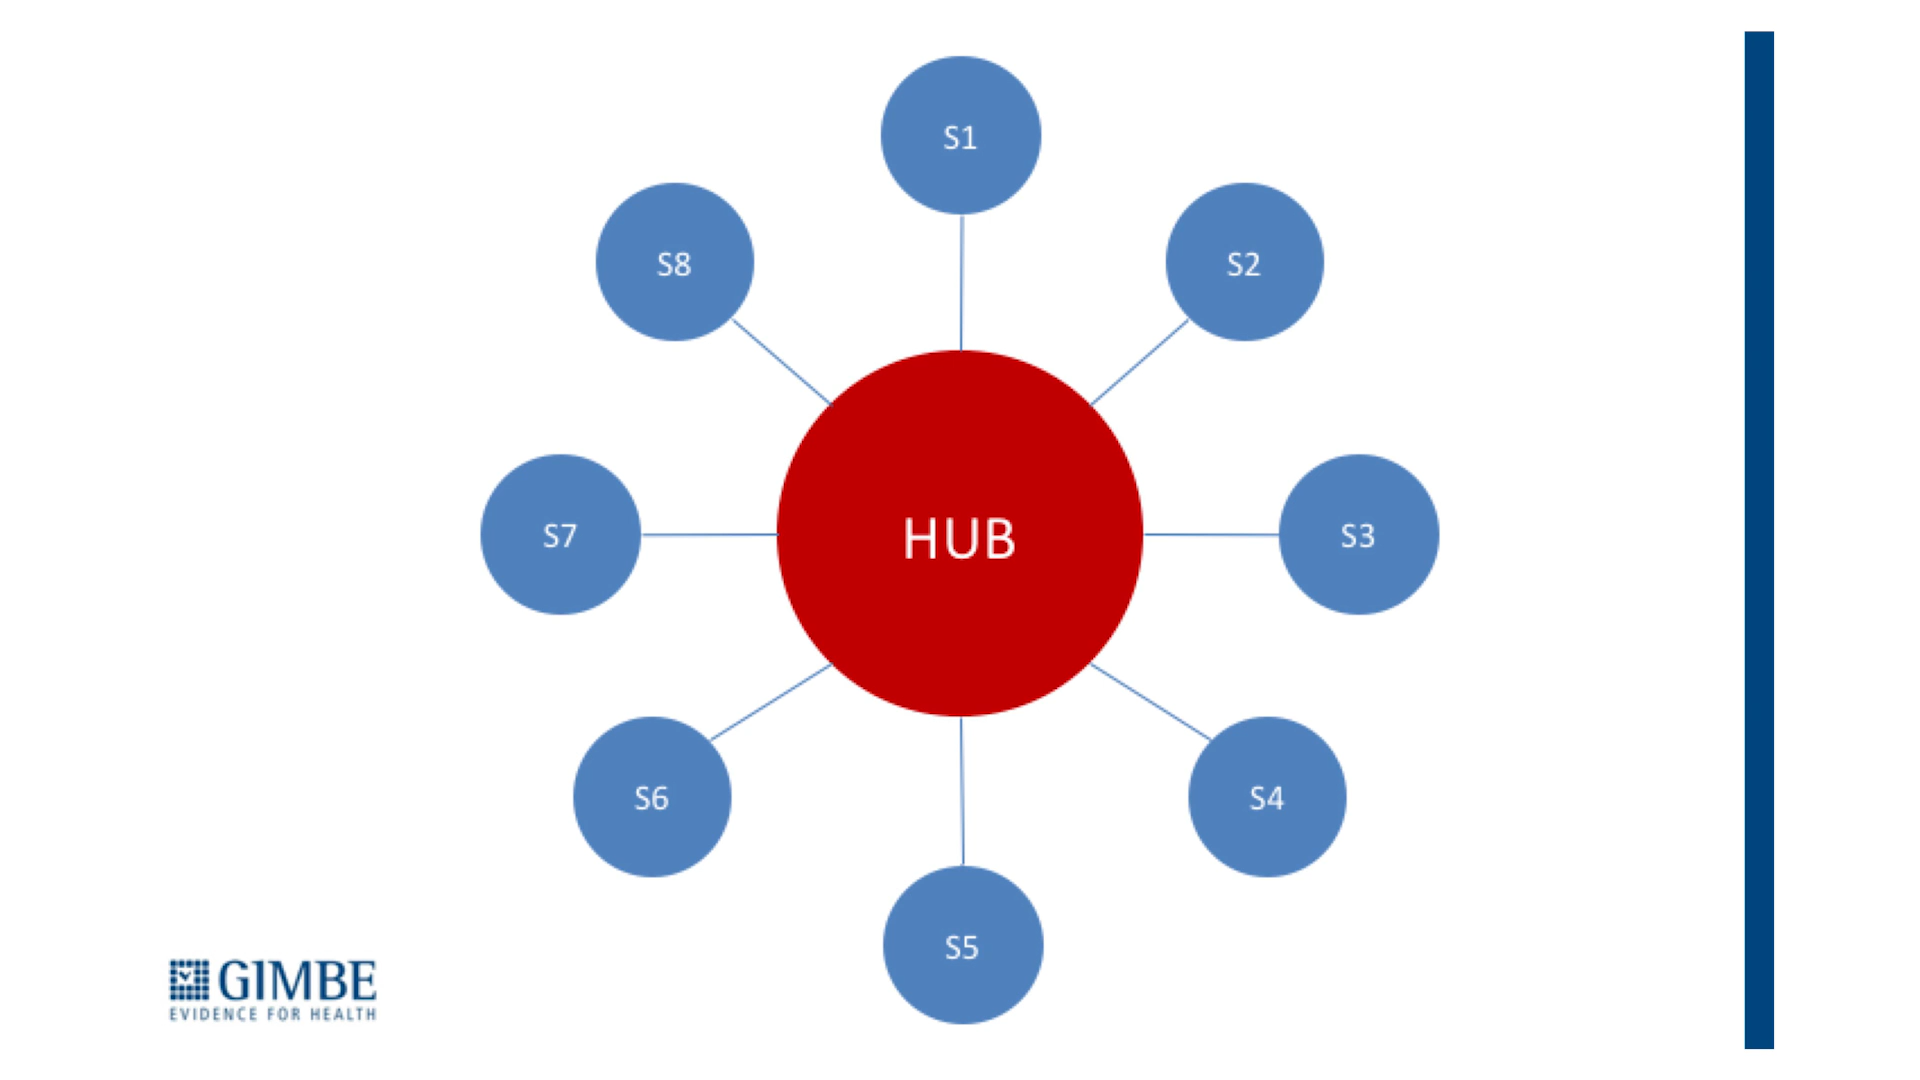 S1
S8
S2
S7
HUB
S3
S6
S4
S5
GIMBE
EVIDENCE FOR HEALTH